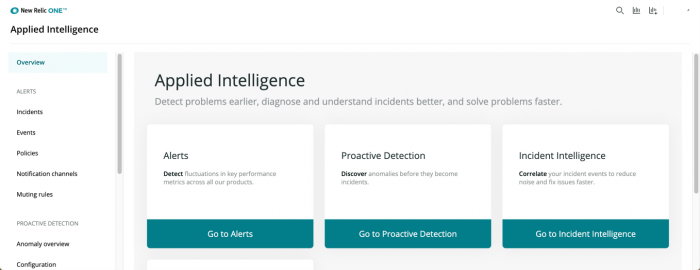 New Relic ONE™
Applied Intelligence
Overview
ALERTS
Incidents
Events
Policies
Notification channels
Muting rules
PROACTIVE DETECTION
Anomaly overview
Configuration
Applied Intelligence
Detect problems earlier, diagnose and understand incidents better, and solve problems faster.
Alerts
Detect fluctuations in key performance
metrics across all our products.
Go to Alerts
Proactive Detection
Discover anomalies before they become
incidents.
Go to Proactive Detection
Incident Intelligence
Correlate your incident events to reduce
noise and fix issues faster.
Go to Incident Intelligence